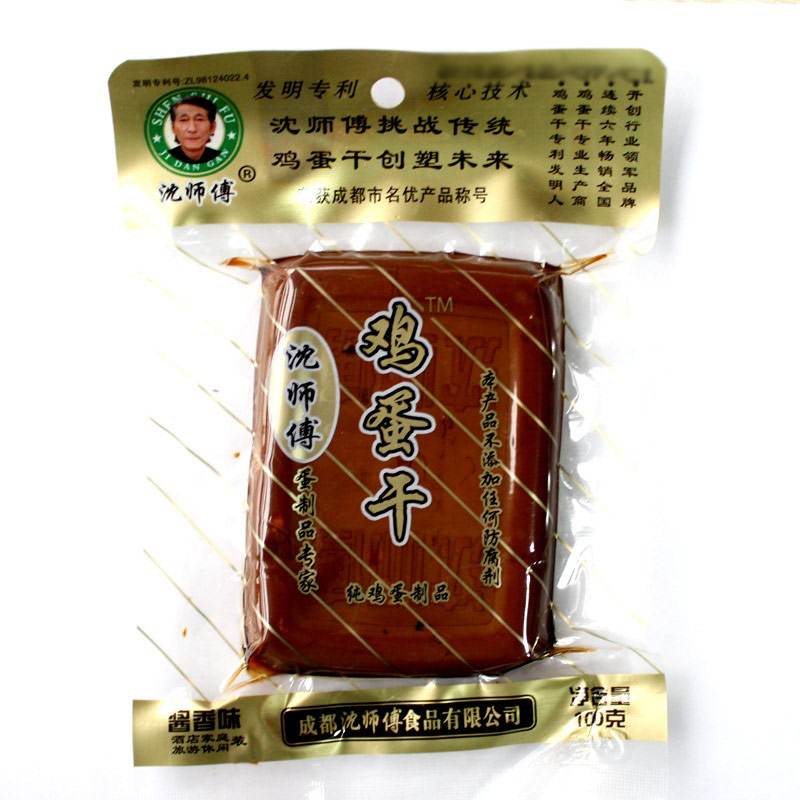 发明专利号:ZL98124022.4
SHEN SHI FU
JI DAN GAN
沈师傅®
发明专利 核心技术
沈师傅挑战传统
鸡蛋干创塑未来
获成都市名优产品称号
开创行业领军品牌
连续六年畅销全国
鸡蛋干专业生产商
鸡蛋干专利发明人
鸡蛋干™
沈师傅
蛋制品专家
本产品不添加任何防腐剂
纯鸡蛋制品
酱香味
酒店家庭
旅游休闲装
成都沈师傅食品有限公司
净含量
100克